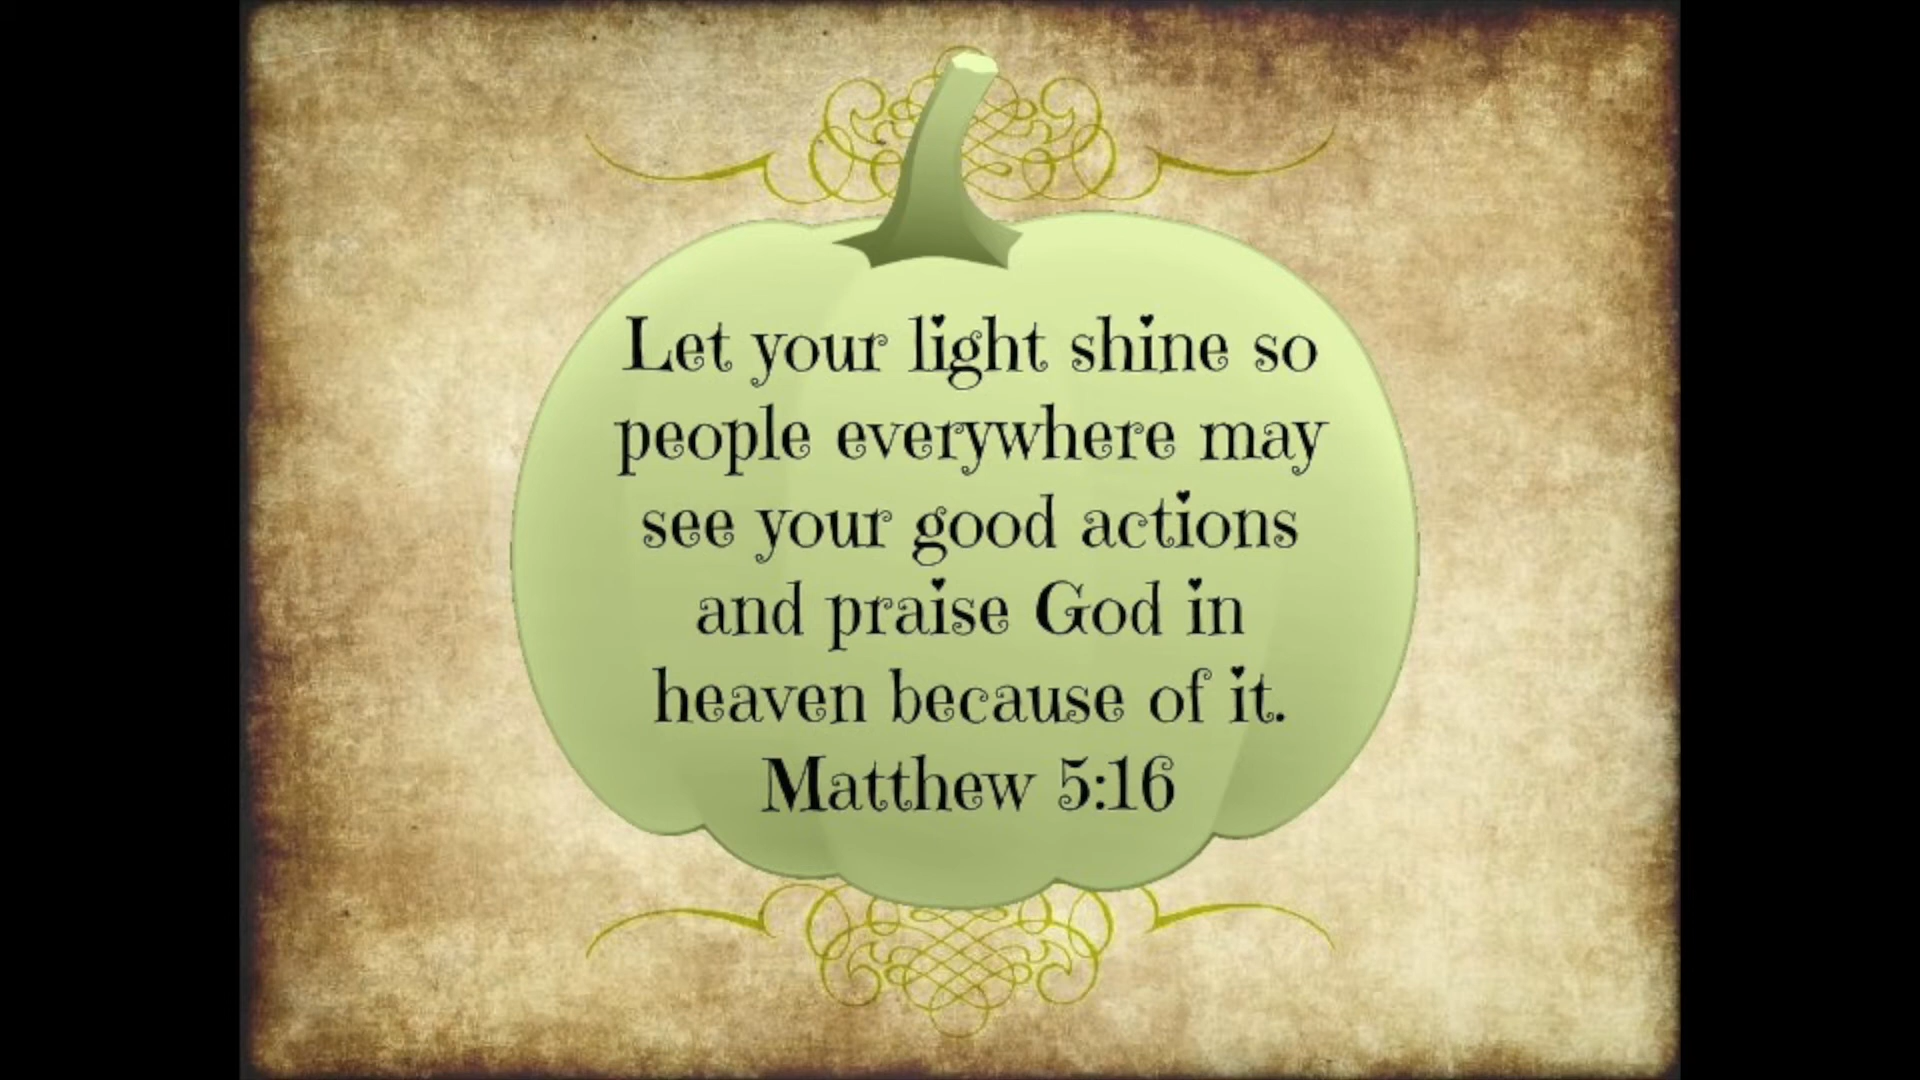 Let your light shine so
people everywhere may
see your good actions
and praise God in
heaven because of it.
Matthew 5:16